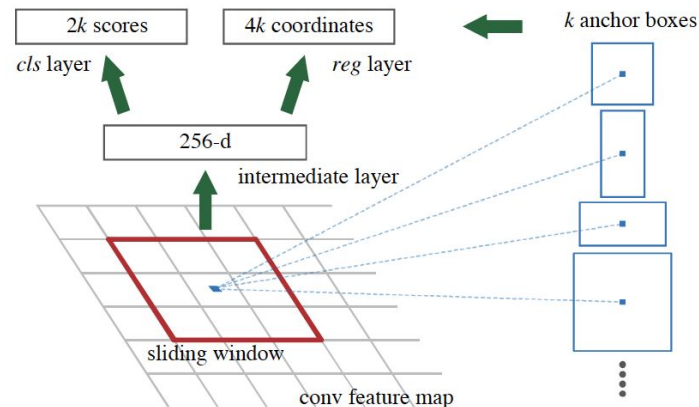 2k scores
4k coordinates
k anchor boxes
cls layer
reg layer
256-d
intermediate layer
sliding window
conv feature map